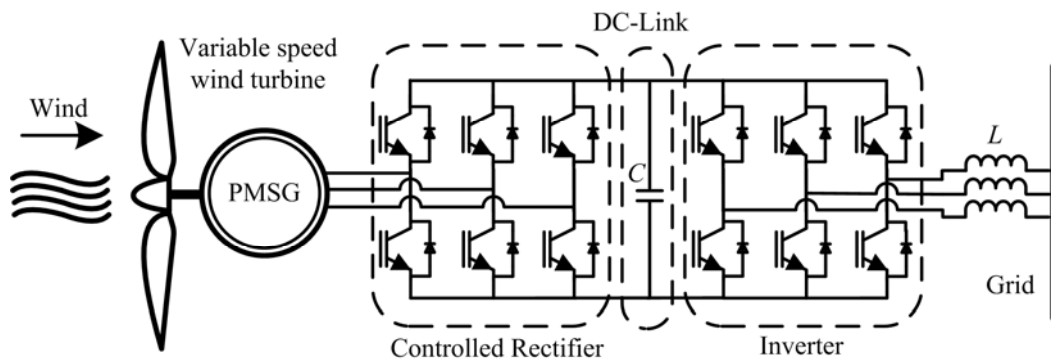 DC-Link
Variable speed
wind turbine
Wind
L
C
PMSG
Grid
Controlled Rectifier
Inverter